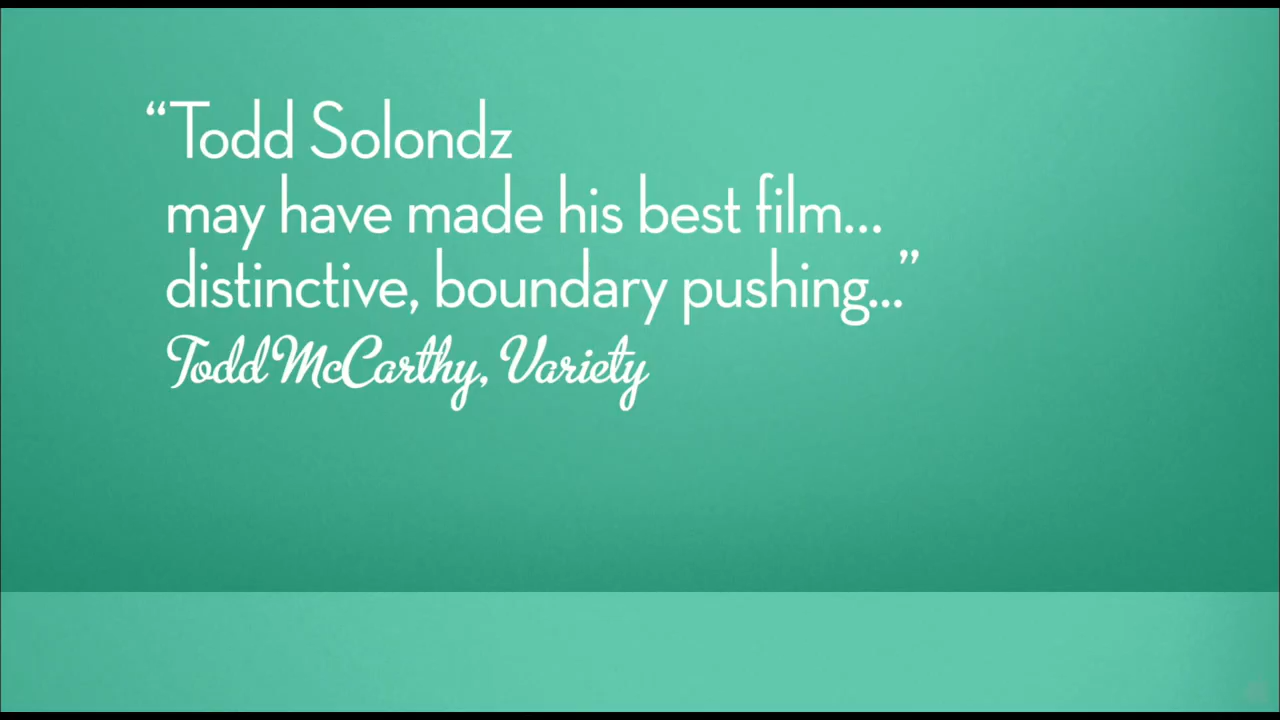 “Todd Solondz
may have made his best film...
distinctive, boundary pushing...”
Todd McCarthy, Variety